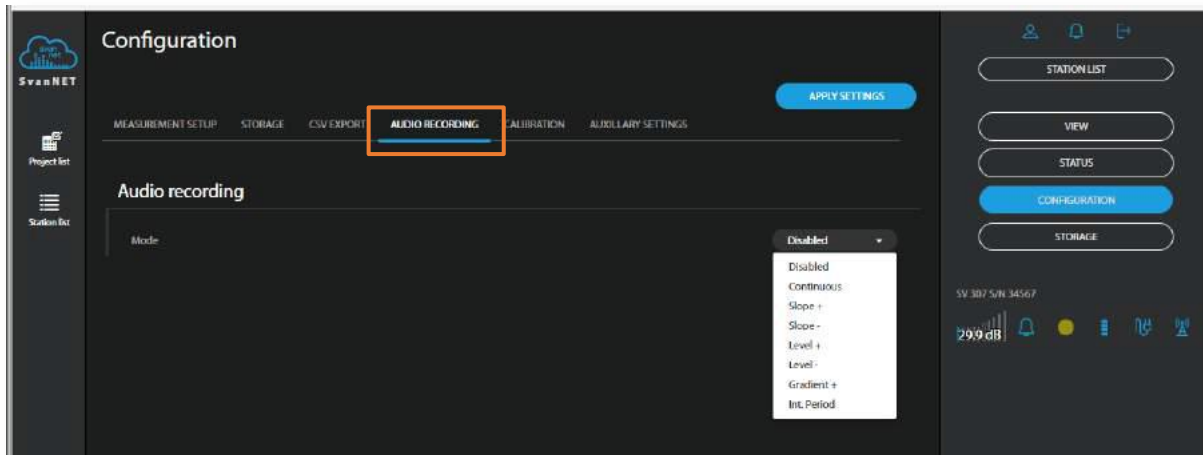 Svan
NET
SvanNET
Project list
Station list
Configuration
APPLY SETTINGS
MEASUREMENT SETUP STORAGE CSV EXPORT AUDIO RECORDING CALIBRATION AUXILLARY SETTINGS
Audio recording
Mode
Disabled
Disabled
Continuous
Slope +
Slope -
Level +
Level -
Gradient +
Int. Period
STATION LIST
VIEW
STATUS
CONFIGURATION
STORAGE
SV 307 S/N 34567
29.9 dB